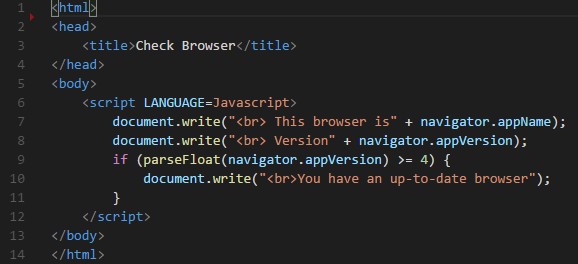 1 <html>
2 <head>
3     <title>Check Browser</title>
4 </head>
5 <body>
6     <script LANGUAGE=Javascript>
7         document.write("<br> This browser is" + navigator.appName);
8         document.write("<br> Version" + navigator.appVersion);
9         if (parseFloat(navigator.appVersion) >= 4) {
10             document.write("<br>You have an up-to-date browser");
11         }
12     </script>
13 </body>
14 </html>